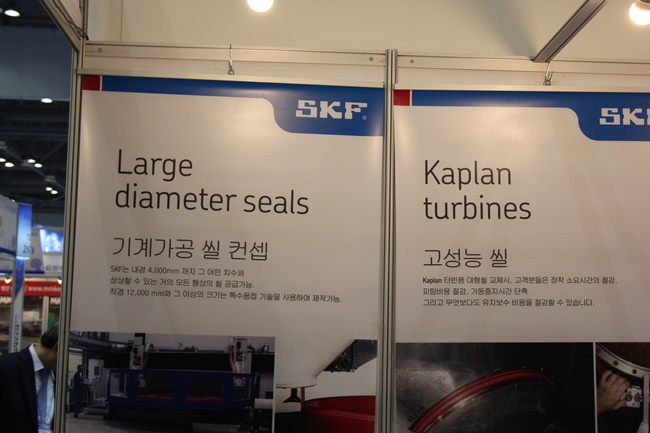 SKF
Large
diameter seals
기계가공 씰 컨셉
SKF는 내경 4,000mm 까지 그 어떤 치수와
상상할 수 있는 거의 모든 형상의 씰 공급가능.
직경 12,000 mm와 그 이상의 크기는 특수용접 기술을 사용하여 제작가능.
SKF
Kaplan
turbines
고성능 씰
Kaplan 터빈용 대형씰 교체시, 고객분들은 장착 소요시간의 절감,
피팅비용 절감, 가동중지시간 단축
그리고 무엇보다도 유지보수 비용을 절감할 수 있습니다.